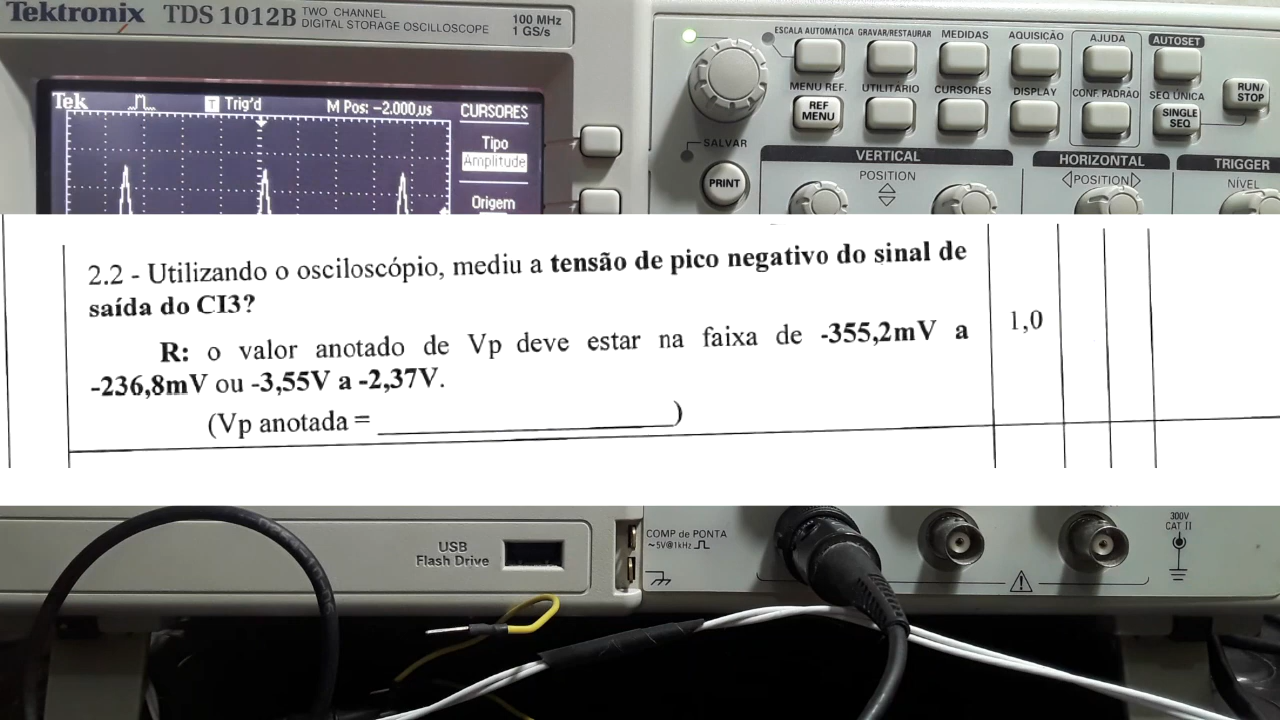 Tektronix TDS 1012B TWO CHANNEL DIGITAL STORAGE OSCILLOSCOPE 100 MHz 1 GS/s
Tek T Trig'd M Pos: -2.000µs CURSORES
Tipo
Amplitude
Origem
ESCALA AUTOMÁTICA GRAVAR/RESTAURAR MEDIDAS AQUISIÇÃO AJUDA AUTOSET
MENU REF. UTILITÁRIO CURSORES DISPLAY CONF. PADRÃO SEQ ÚNICA RUN/STOP
REF MENU SINGLE SEQ
SALVAR
PRINT
VERTICAL HORIZONTAL TRIGGER
POSITION POSITION NÍVEL
2.2 - Utilizando o osciloscópio, mediu a tensão de pico negativo do sinal de
saída do CI3?
R: o valor anotado de Vp deve estar na faixa de -355,2mV a
-236,8mV ou -3,55V a -2,37V.
(Vp anotada = ____________________)
1,0
USB
Flash Drive
COMP de PONTA
~5V@1kHz
300V
CAT II